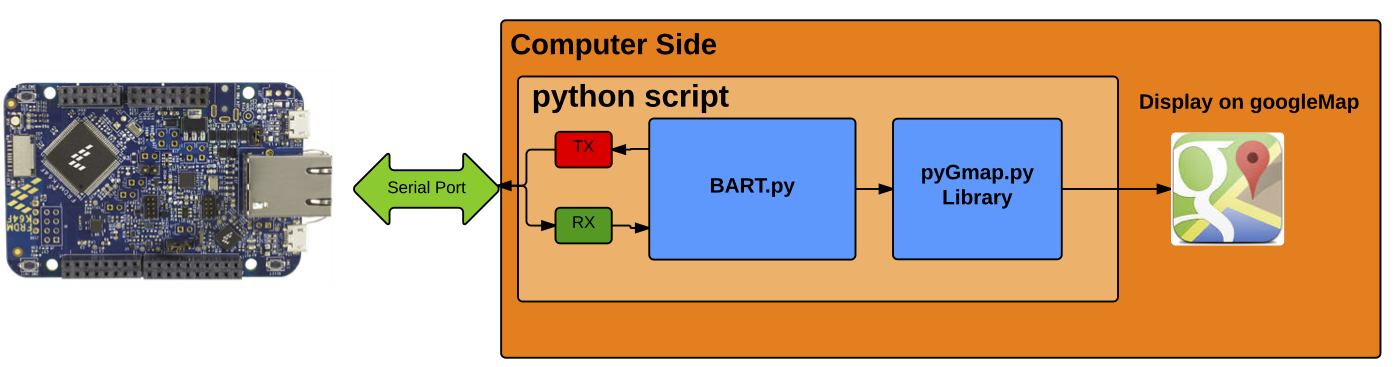 Computer Side
python script
Display on googleMap
TX
BART.py
pyGmap.py
Library
Serial Port
RX
FRDM
K64F